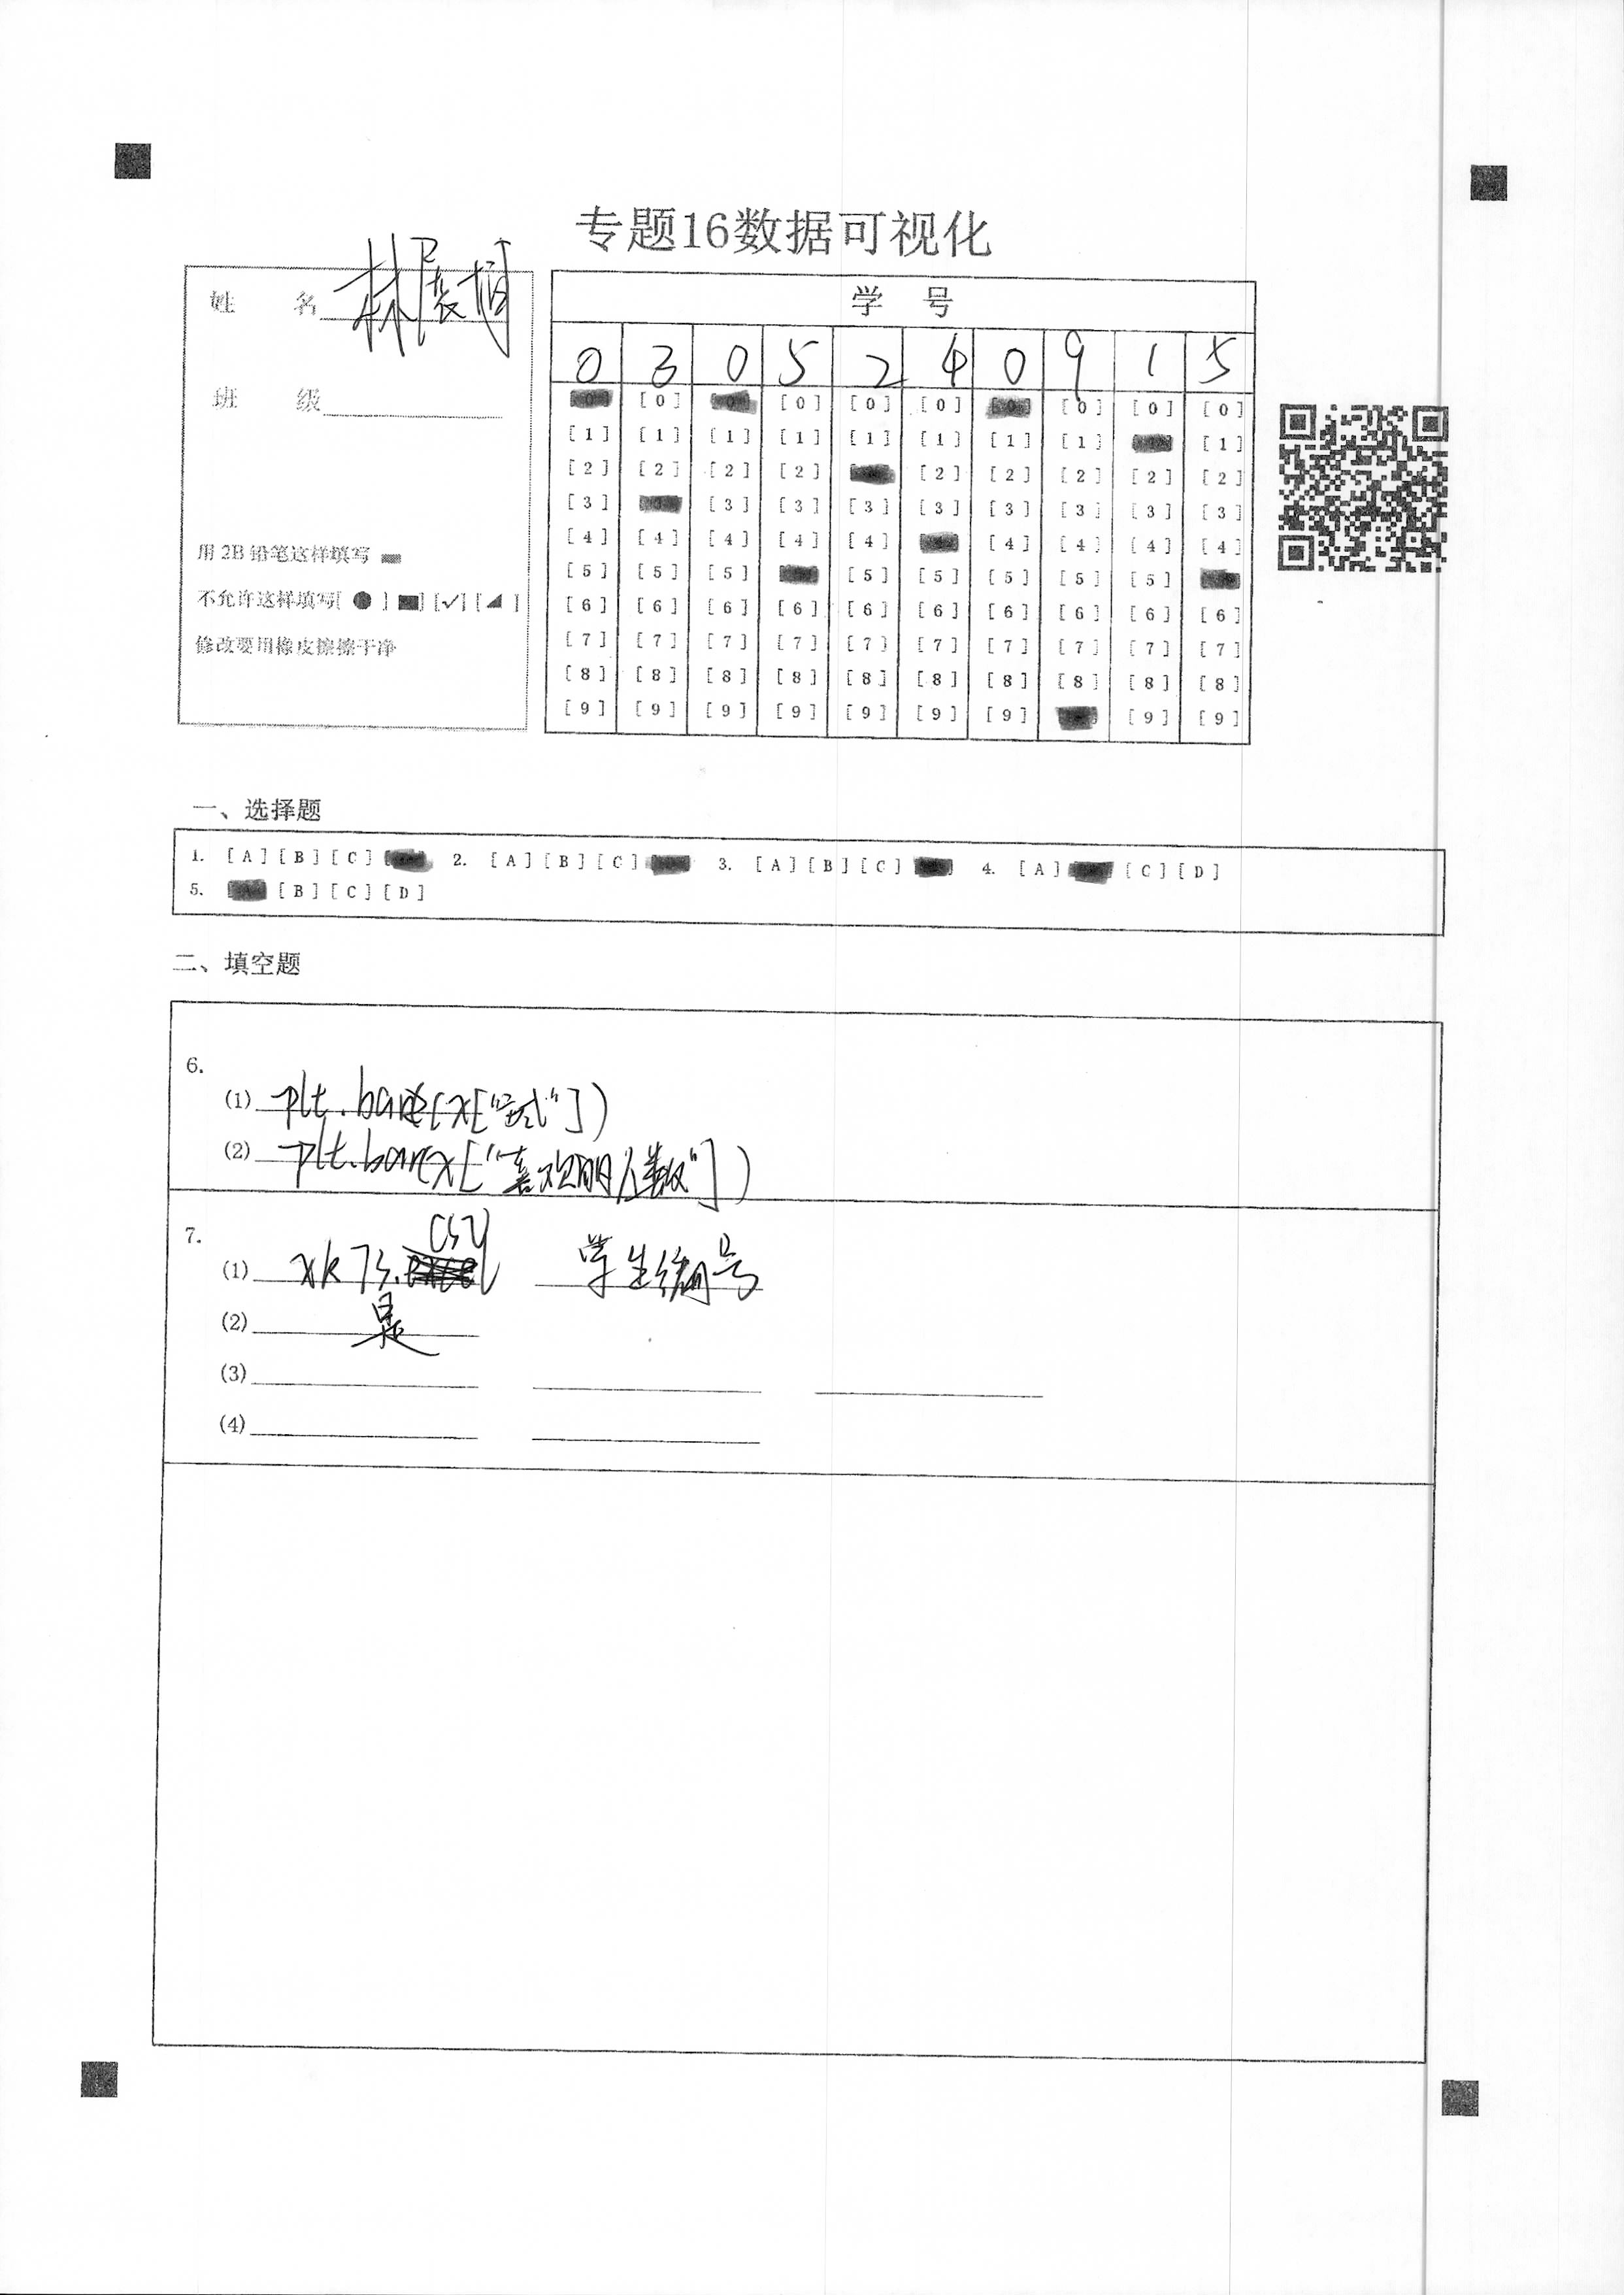 专题16数据可视化
姓 名 林展
班 级
用 2B 铅笔这样填写
不允许这样填写[ ● ] [■] [✓] [◢ ]
修改要用橡皮擦擦干净
学 号
0 3 0 5 2 4 0 9 1 5
[0] [0] [0] [0] [0] [0] [0]
[1] [1] [1] [1] [1] [1] [1] [1] [1]
[2] [2] [2] [2] [2] [2] [2] [2] [2]
[3] [3] [3] [3] [3] [3] [3] [3] [3]
[4] [4] [4] [4] [4] [4] [4] [4] [4]
[5] [5] [5] [5] [5] [5] [5] [5]
[6] [6] [6] [6] [6] [6] [6] [6] [6] [6]
[7] [7] [7] [7] [7] [7] [7] [7] [7] [7]
[8] [8] [8] [8] [8] [8] [8] [8] [8] [8]
[9] [9] [9] [9] [9] [9] [9] [9] [9]
一、选择题
1. [A] [B] [C] 2. [A] [B] [C] 3. [A] [B] [C] 4. [A] [C] [D]
5. [B] [C] [D]
二、填空题
6.
(1) plt.bar(x["

"])
(2) plt.bar(x["喜欢的人数"])
7.
(1) xk73.csv 学生编号
(2) 是
(3)
(4)